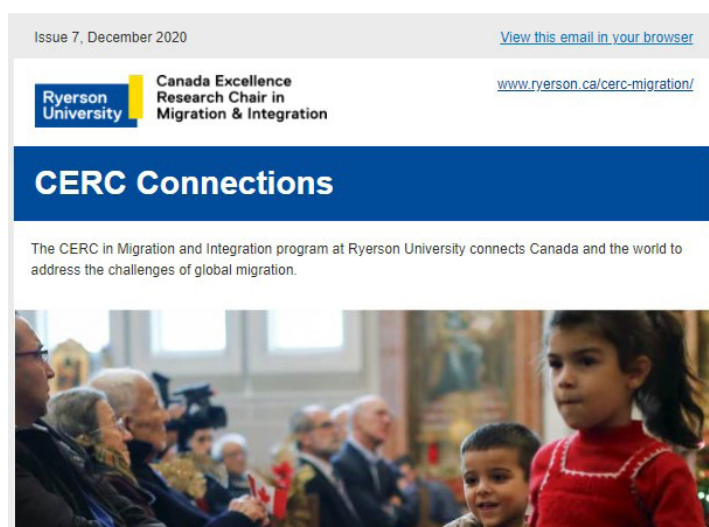 Issue 7, December 2020
View this email in your browser
Ryerson
University
Canada Excellence
Research Chair in
Migration & Integration
www.ryerson.ca/cerc-migration/
CERC Connections
The CERC in Migration and Integration program at Ryerson University connects Canada and the world to
address the challenges of global migration.